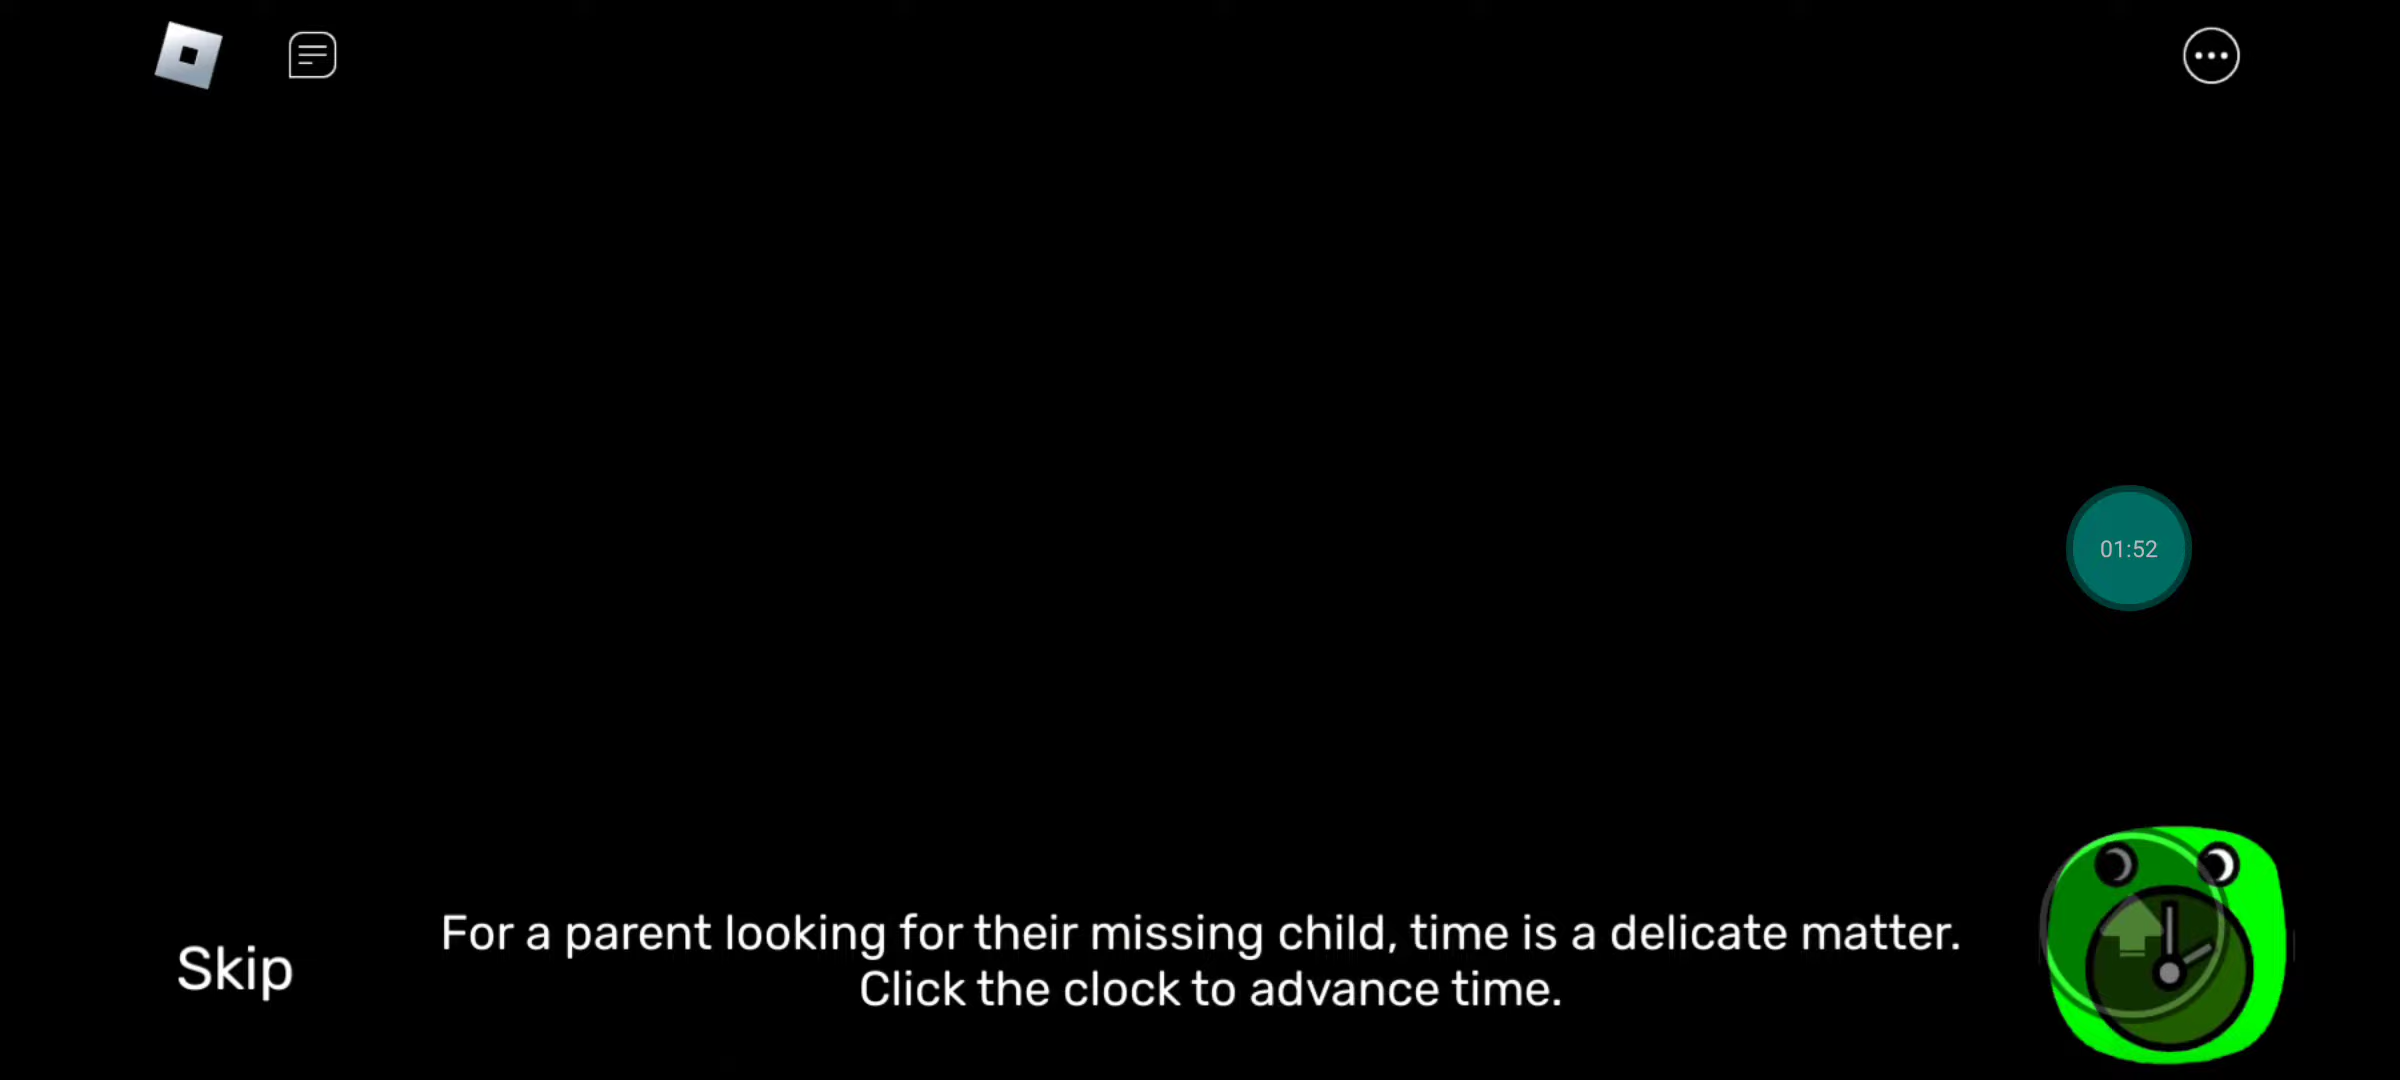 01:52
For a parent looking for their missing child, time is a delicate matter.
Click the clock to advance time.
Skip